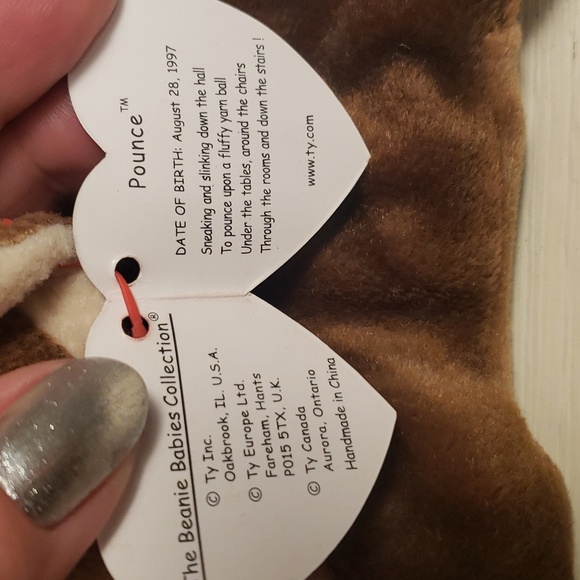 The Beanie Babies Collection®
© Ty Inc.
Oakbrook, IL. U.S.A.
© Ty Europe Ltd.
Fareham, Hants
P015 5TX, U.K.
© Ty Canada
Aurora, Ontario
Handmade in China
Pounce™
DATE OF BIRTH: August 28, 1997
Sneaking and slinking down the hall
To pounce upon a fluffy yarn ball
Under the tables, around the chairs
Through the rooms and down the stairs !
www.ty.com